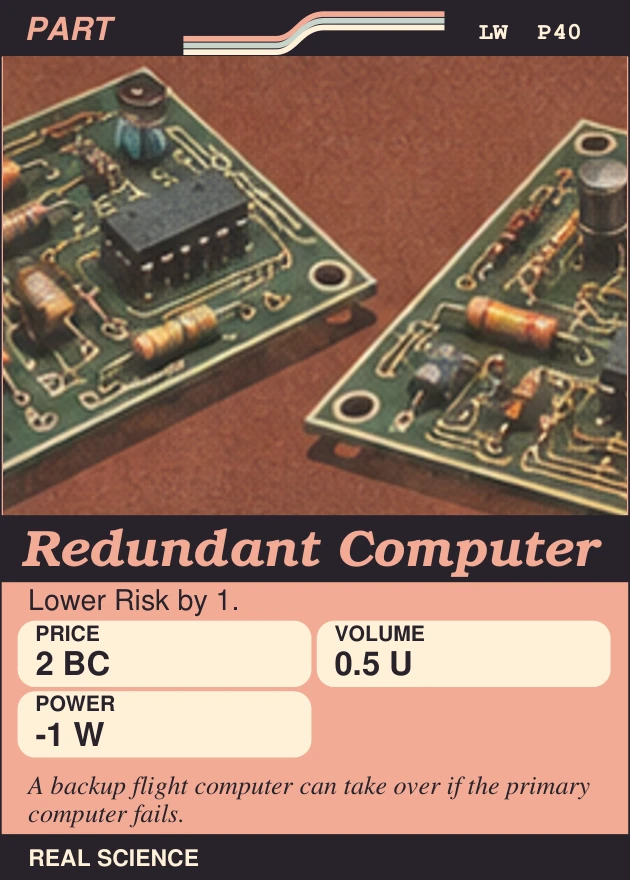 PART
LW P40
Redundant Computer
Lower Risk by 1.
PRICE
2 BC
VOLUME
0.5 U
POWER
-1 W
A backup flight computer can take over if the primary
computer fails.
REAL SCIENCE